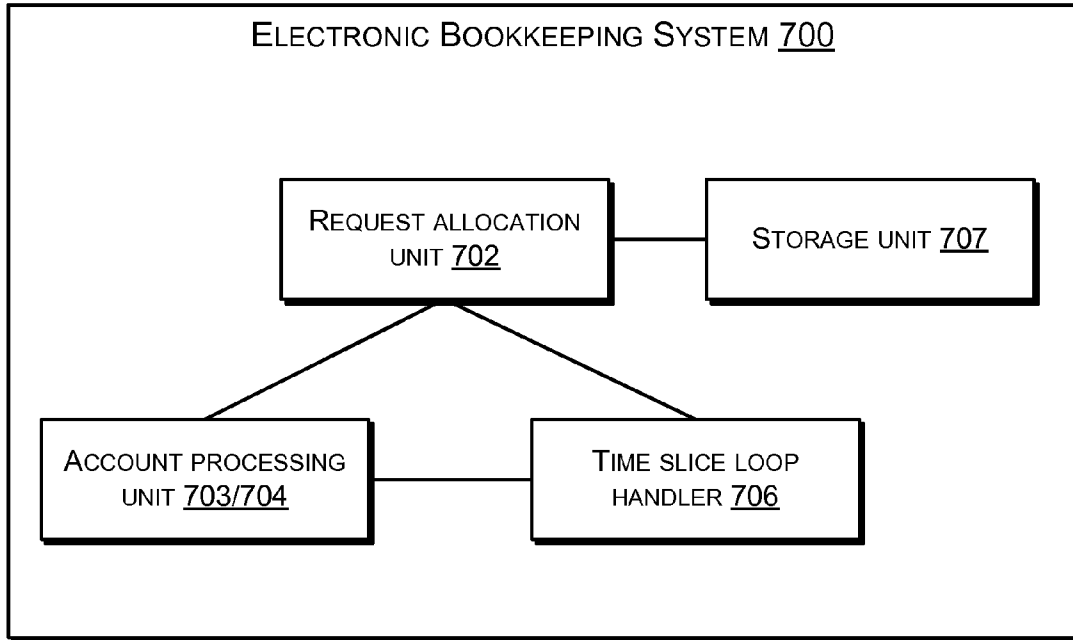 ELECTRONIC BOOKKEEPING SYSTEM 700
REQUEST ALLOCATION
UNIT 702
STORAGE UNIT 707
ACCOUNT PROCESSING
UNIT 703/704
TIME SLICE LOOP
HANDLER 706